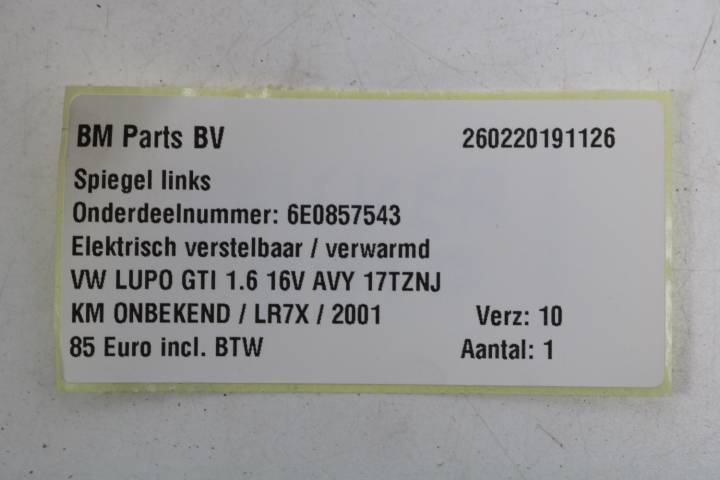 BM Parts BV 260220191126
Spiegel links
Onderdeelnummer: 6E0857543
Elektrisch verstelbaar / verwarmd
VW LUPO GTI 1.6 16V AVY 17TZNJ
KM ONBEKEND / LR7X / 2001 Verz: 10
85 Euro incl. BTW Aantal: 1